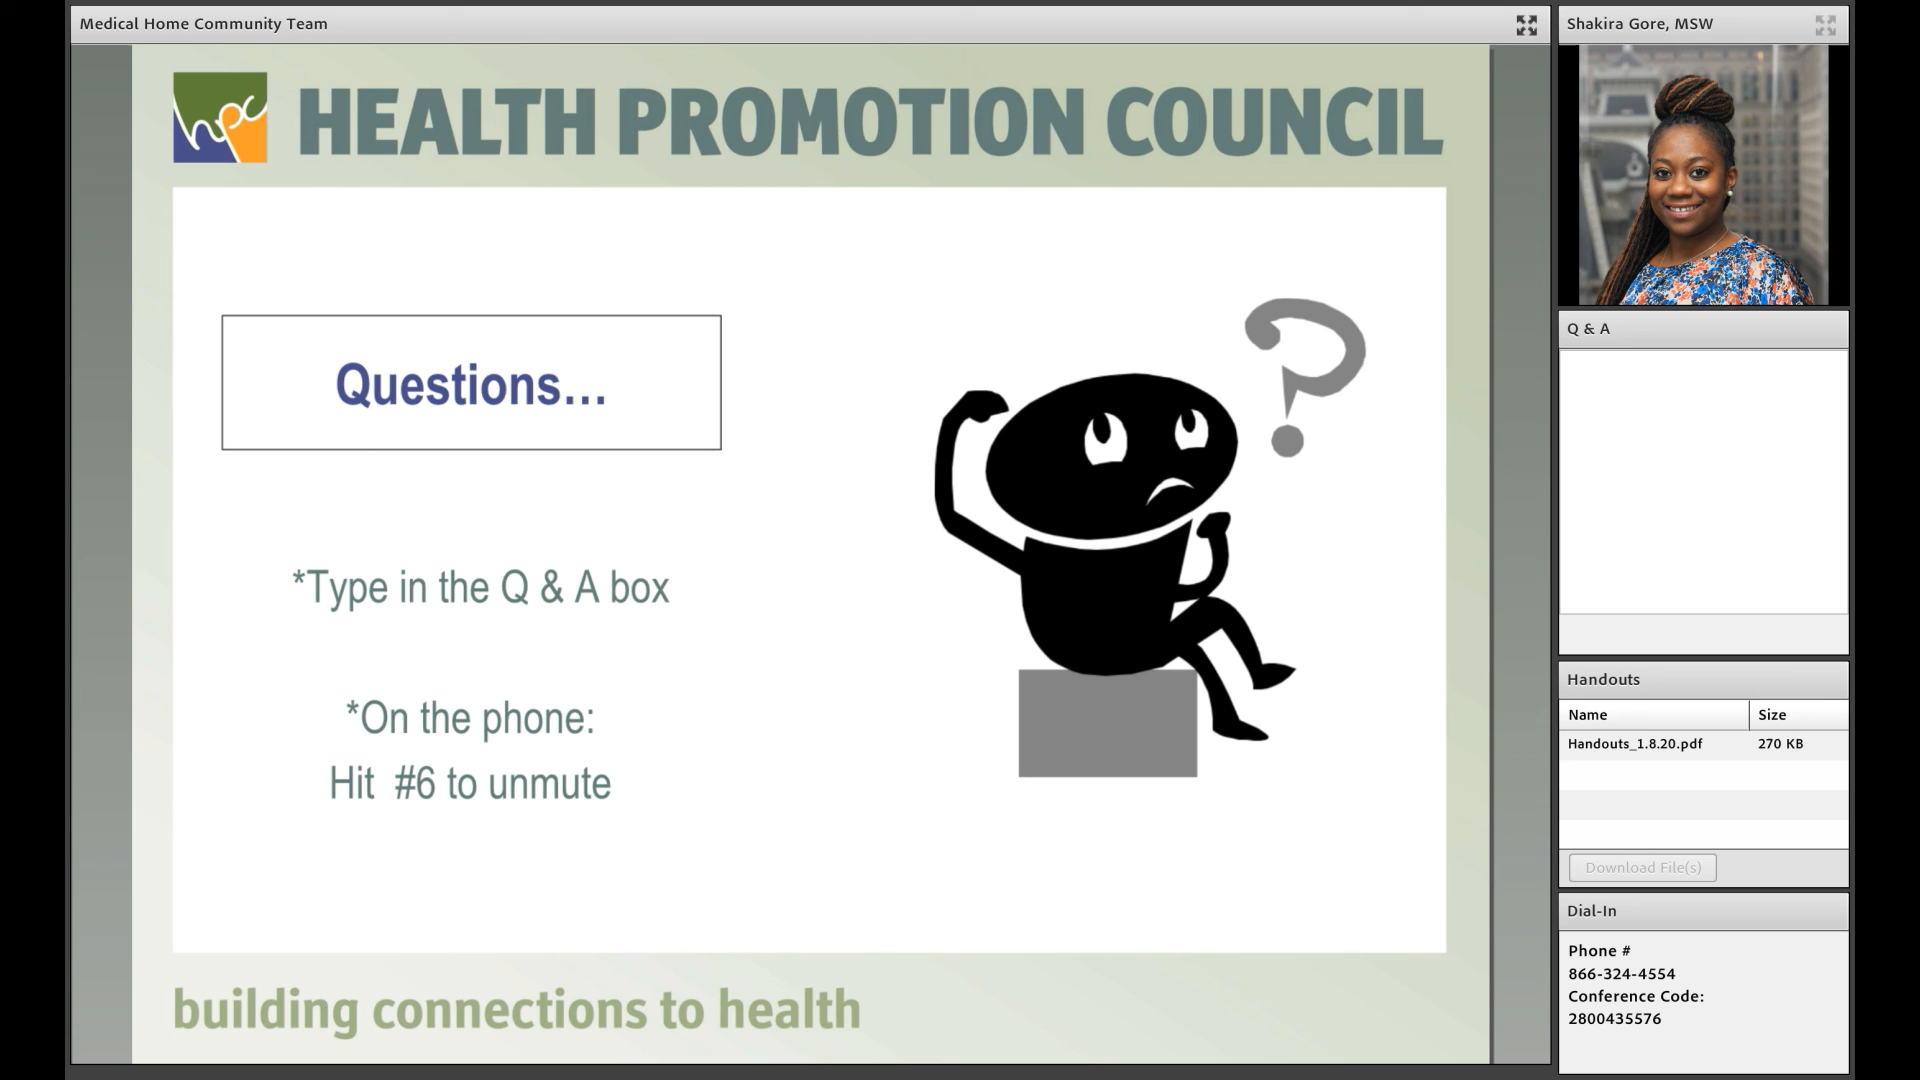 Medical Home Community Team
hpc
HEALTH PROMOTION COUNCIL
Questions...
*Type in the Q & A box
*On the phone:
Hit #6 to unmute
building connections to health
Shakira Gore, MSW
Q & A
Handouts
Name Size
Handouts_1.8.20.pdf 270 KB
Download File(s)
Dial-In
Phone #
866-324-4554
Conference Code:
2800435576